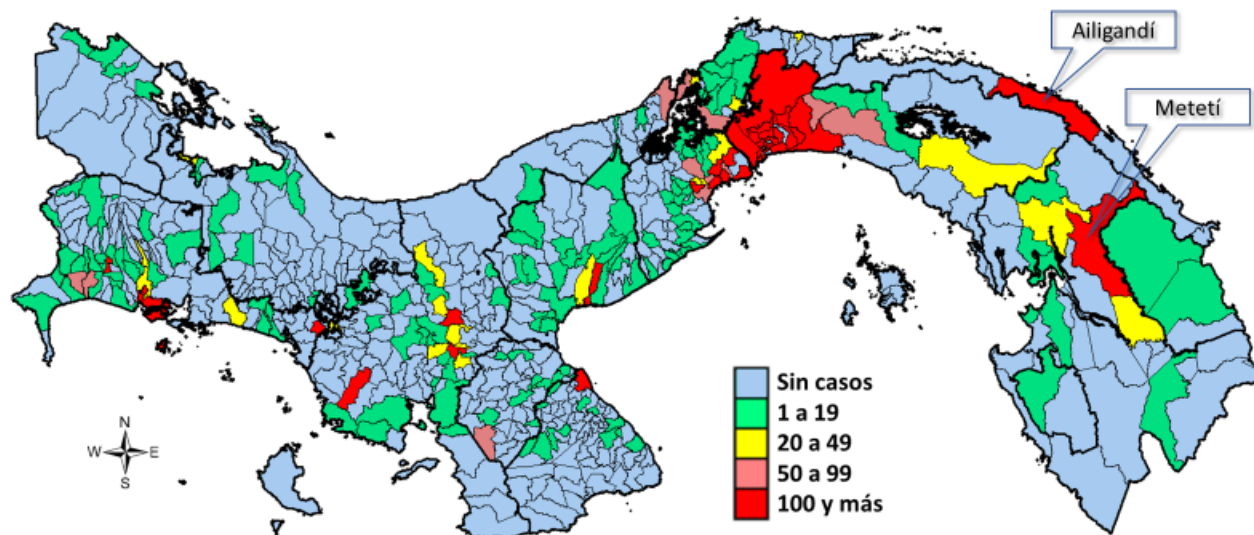 Ailigandí
Metetí
Sin casos
1 a 19
20 a 49
50 a 99
100 y más
N
W
E
S